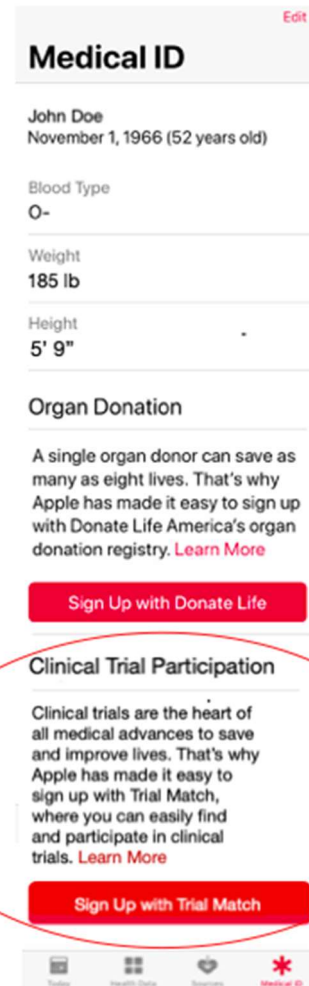 Edit
Medical ID
John Doe
November 1, 1966 (52 years old)
Blood Type
O-
Weight
185 lb
Height
5' 9"
Organ Donation
A single organ donor can save as
many as eight lives. That's why
Apple has made it easy to sign up
with Donate Life America's organ
donation registry. Learn More
Sign Up with Donate Life
Clinical Trial Participation
Clinical trials are the heart of
all medical advances to save
and improve lives. That's why
Apple has made it easy to
sign up with Trial Match,
where you can easily find
and participate in clinical
trials. Learn More
Sign Up with Trial Match
Today Health Data Sources Medical ID